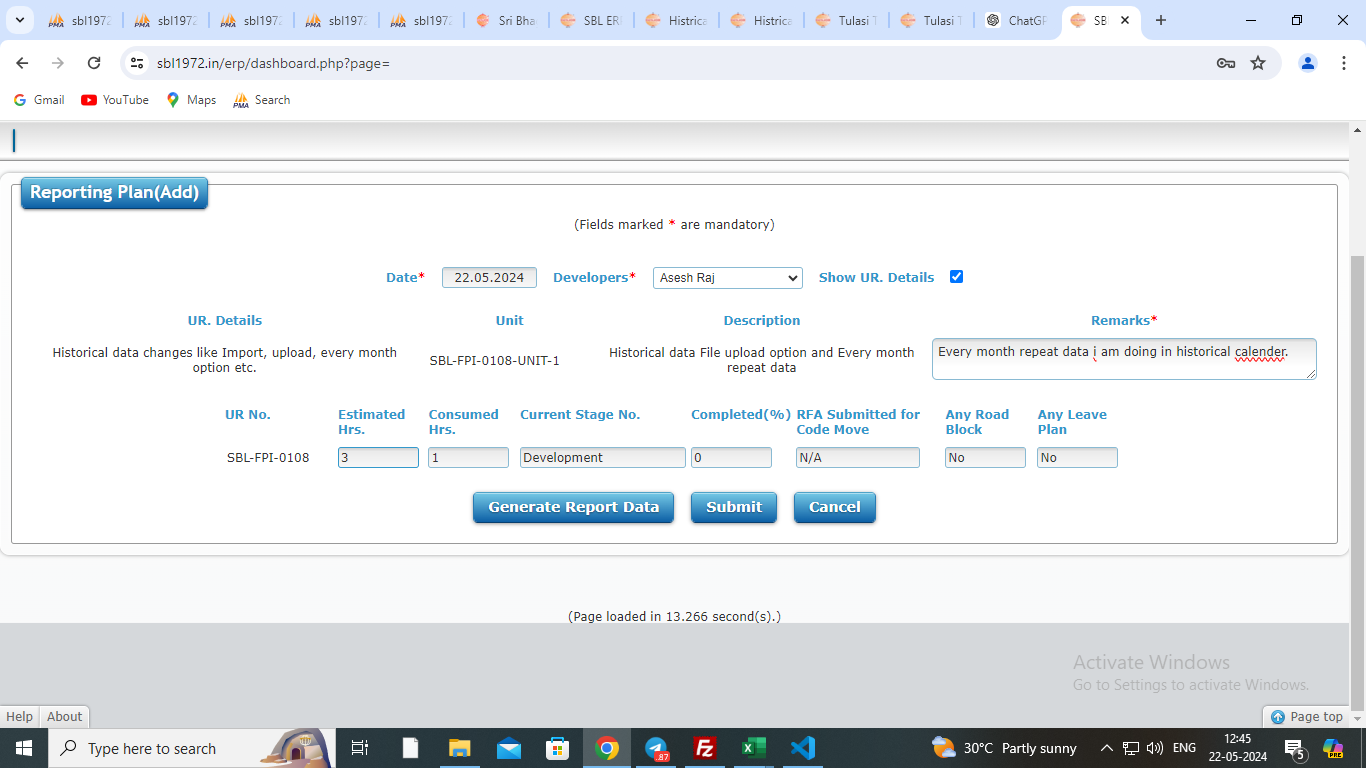 sbl1972 sbl1972 sbl1972 sbl1972 sbl1972 Sri Bha SBL ERP Histrica Histrica Tulasi T Tulasi T ChatGP SB
sbl1972.in/erp/dashboard.php?page=
Gmail YouTube Maps PMA Search
Reporting Plan(Add)
(Fields marked * are mandatory)
Date* 22.05.2024 Developers* Asesh Raj Show UR. Details
UR. Details Unit Description Remarks*
Historical data changes like Import, upload, every month
option etc.
SBL-FPI-0108-UNIT-1
Historical data File upload option and Every month
repeat data
Every month repeat data i am doing in historical calender.
UR No. Estimated Hrs. Consumed Hrs. Current Stage No. Completed(%) RFA Submitted for Code Move Any Road Block Any Leave Plan
SBL-FPI-0108 3 1 Development 0 N/A No No
Generate Report Data Submit Cancel
(Page loaded in 13.266 second(s).)
Activate Windows
Go to Settings to activate Windows.
Help About Page top
Type here to search 87 30°C Partly sunny ENG 12:45
22-05-2024 5 PRE